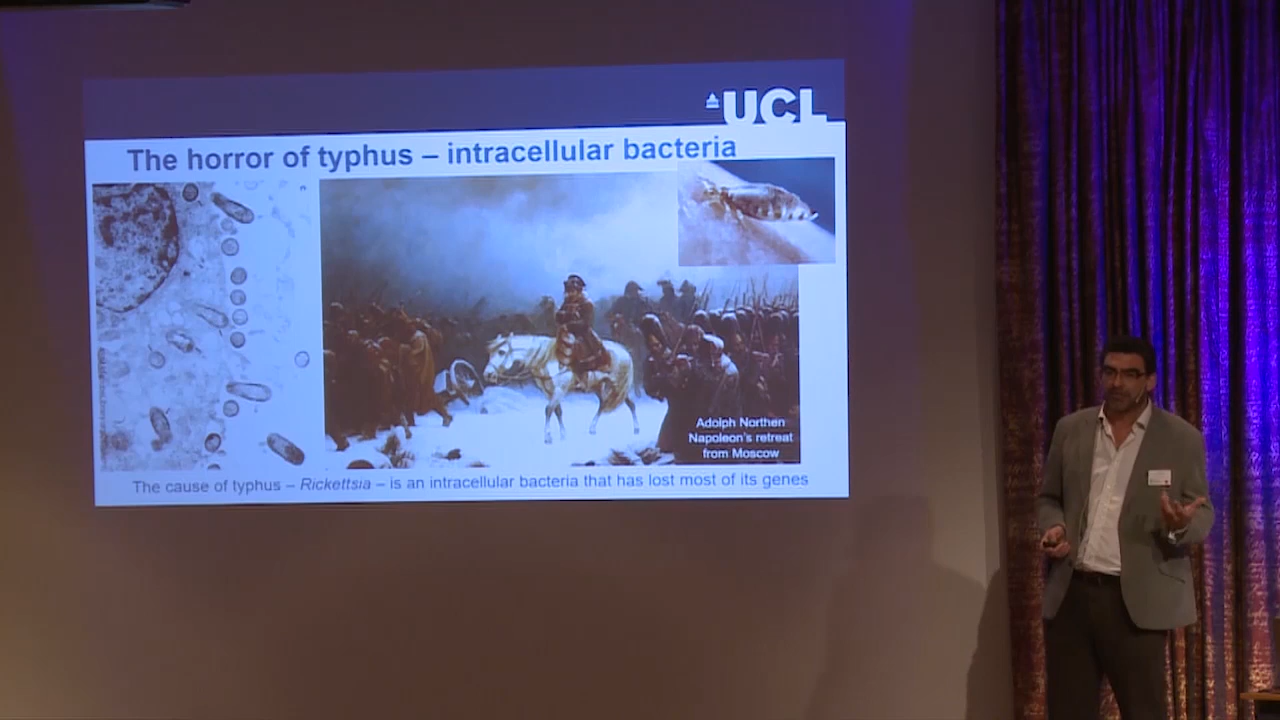 UCL
The horror of typhus – intracellular bacteria
Adolph Northen
Napoleon's retreat
from Moscow
The cause of typhus – Rickettsia – is an intracellular bacteria that has lost most of its genes